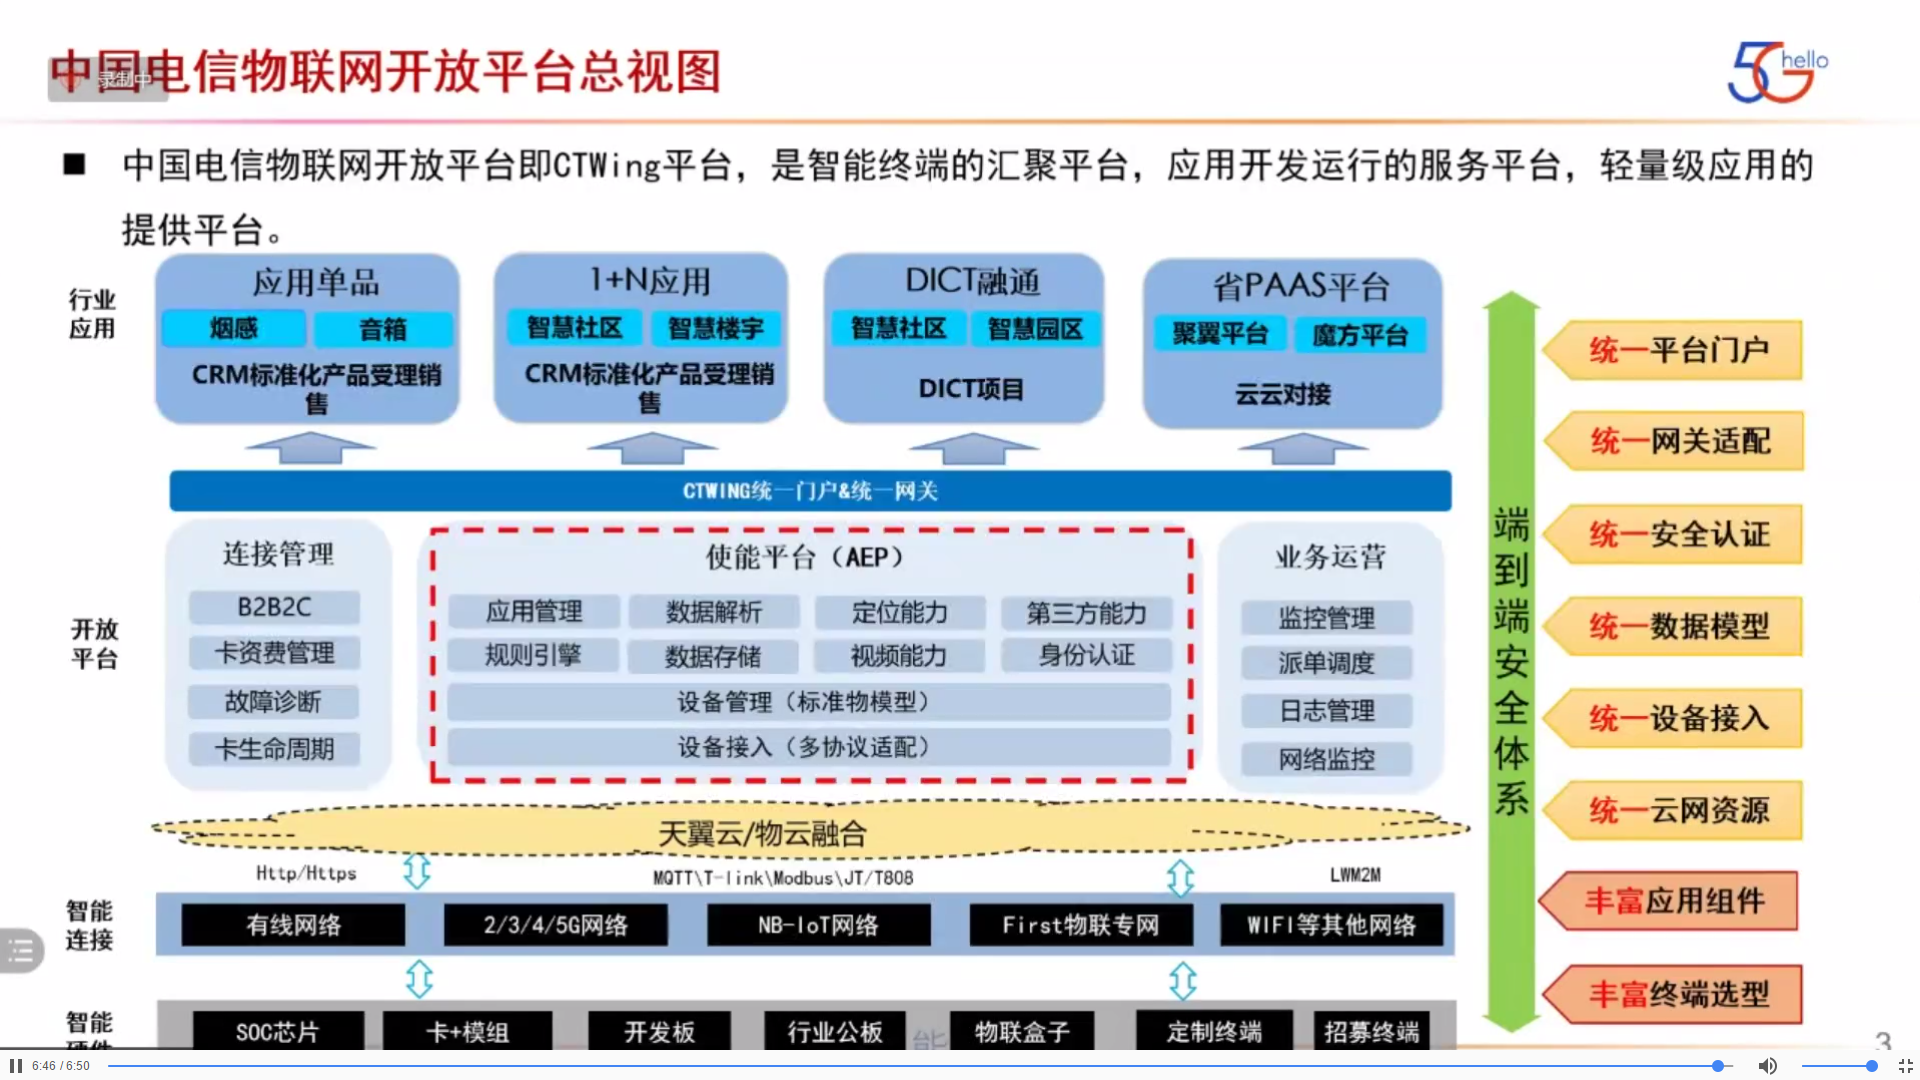 中国电信物联网开放平台总视图
录制中
5G hello
■ 中国电信物联网开放平台即CTWing平台，是智能终端的汇聚平台，应用开发运行的服务平台，轻量级应用的
提供平台。
行业
应用
应用单品
烟感 音箱
CRM标准化产品受理销
售
1+N应用
智慧社区 智慧楼宇
CRM标准化产品受理销
售
DICT融通
智慧社区 智慧园区
DICT项目
省PAAS平台
聚翼平台 魔方平台
云云对接
CTWING统一门户&统一网关
开放
平台
连接管理
B2B2C
卡资费管理
故障诊断
卡生命周期
使能平台（AEP）
应用管理 数据解析 定位能力 第三方能力
规则引擎 数据存储 视频能力 身份认证
设备管理（标准物模型）
设备接入（多协议适配）
业务运营
监控管理
派单调度
日志管理
网络监控
天翼云/物云融合
Http/Https MQTT\T-link\Modbus\JT/T808 LWM2M
智能
连接
有线网络 2/3/4/5G网络 NB-IoT网络 First物联专网 WIFI等其他网络
智能
SOC芯片 卡+模组 开发板 行业公板 能 物联盒子 定制终端 招募终端
端到端安全体系
统一平台门户
统一网关适配
统一安全认证
统一数据模型
统一设备接入
统一云网资源
丰富应用组件
丰富终端选型
3
6:46 / 6:50